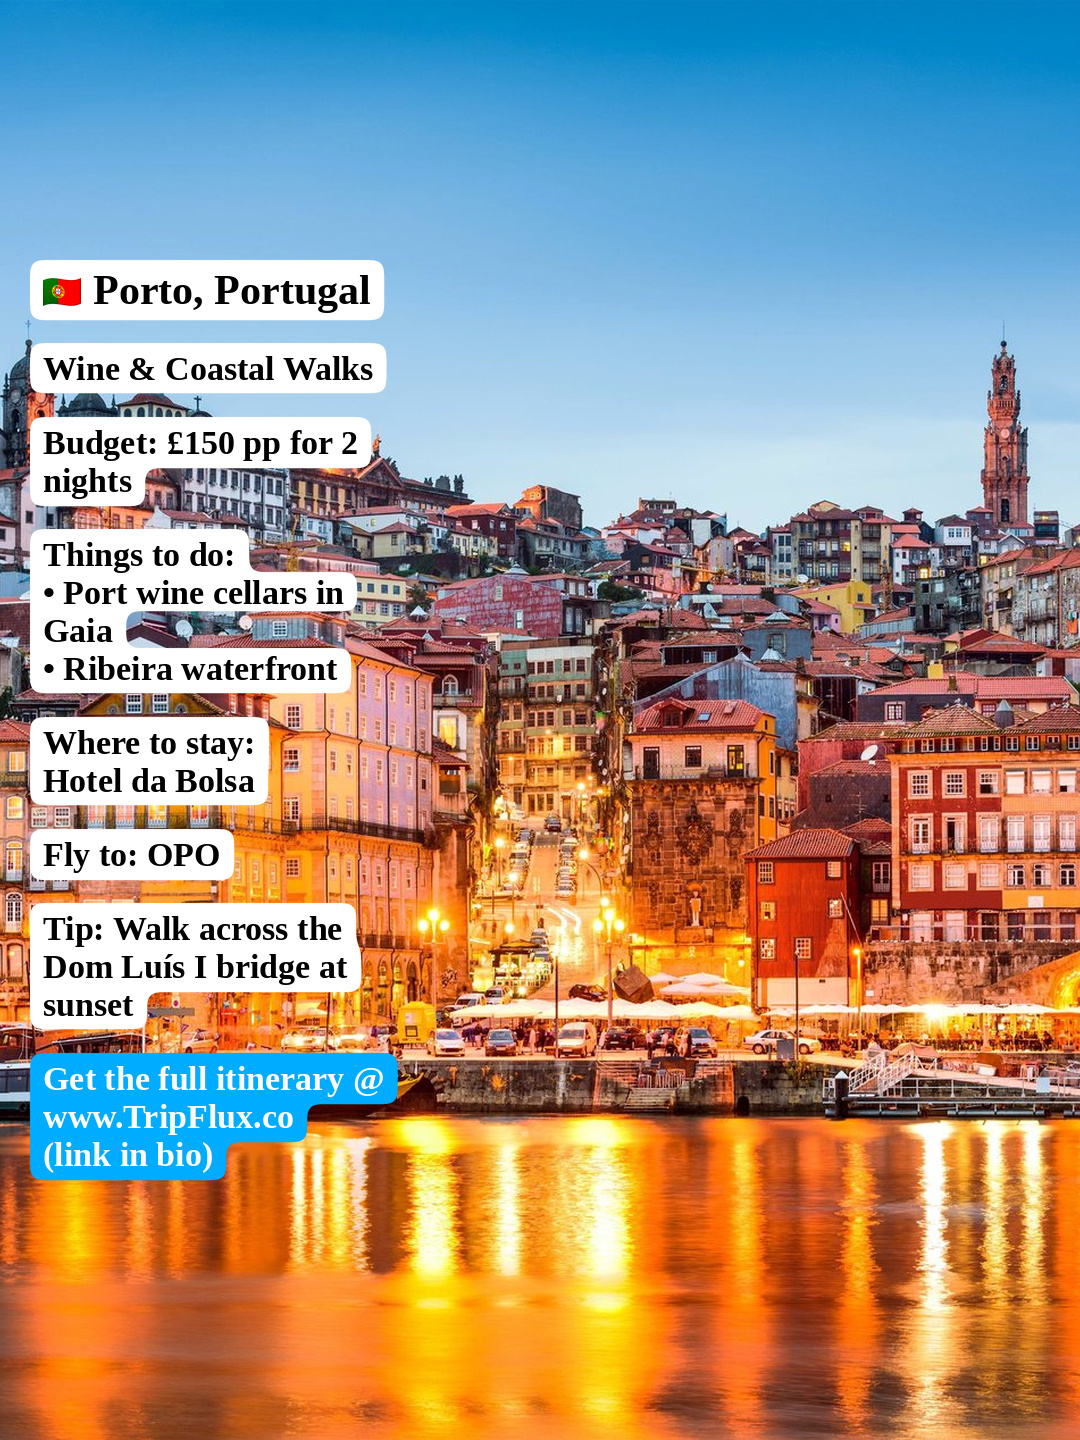 🇵🇹 Porto, Portugal
Wine & Coastal Walks
Budget: £150 pp for 2
nights
Things to do:
• Port wine cellars in
Gaia
• Ribeira waterfront
Where to stay:
Hotel da Bolsa
Fly to: OPO
Tip: Walk across the
Dom Luís I bridge at
sunset
Get the full itinerary @
www.TripFlux.co
(link in bio)